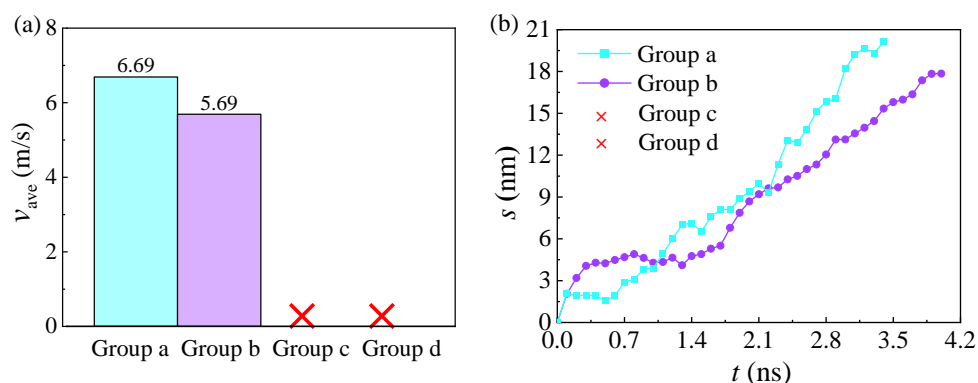 (a)
8
6
4
2
0
v_ave (m/s)
6.69
5.69
Group a
Group b
Group c
Group d
(b)
21
18
15
12
9
6
3
0
s (nm)
Group a
Group b
Group c
Group d
0.0
0.7
1.4
2.1
2.8
3.5
4.2
t (ns)